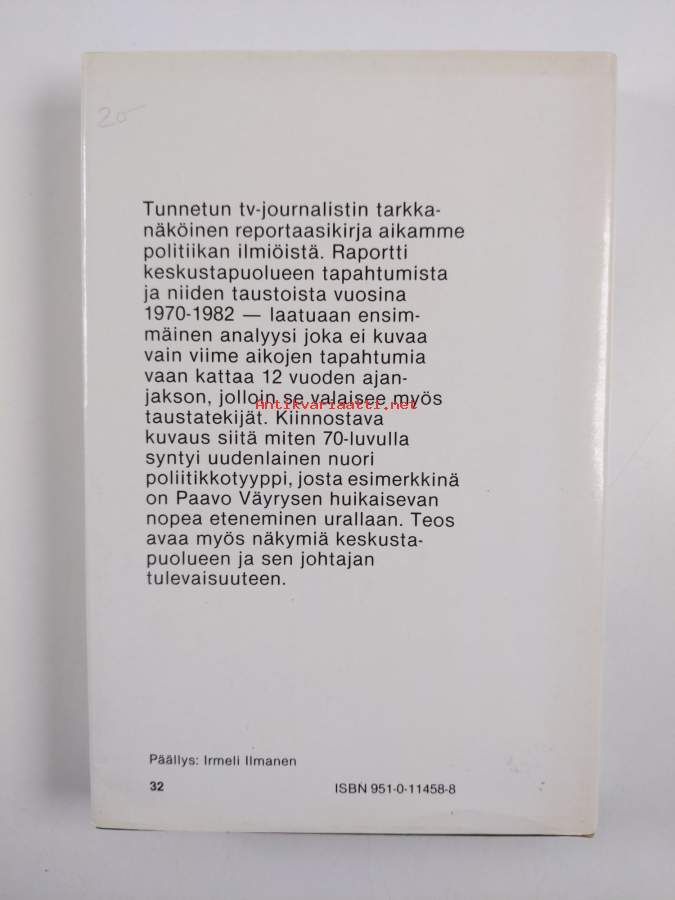 20-
Tunnetun tv-journalistin tarkka-
näköinen reportaasikirja aikamme
politiikan ilmiöistä. Raportti
keskustapuolueen tapahtumista
ja niiden taustoista vuosina
1970-1982 — laatuaan ensim-
mäinen analyysi joka ei kuvaa
vain viime aikojen tapahtumia
vaan kattaa 12 vuoden ajan-
jakson, jolloin se valaisee myös
Antikvariaatti.net
taustatekijät. Kiinnostava
kuvaus siitä miten 70-luvulla
syntyi uudenlainen nuori
poliitikkotyyppi, josta esimerkkinä
on Paavo Väyrysen huikaisevan
nopea eteneminen urallaan. Teos
avaa myös näkymiä keskusta-
puolueen ja sen johtajan
tulevaisuuteen.
Päällys: Irmeli Ilmanen
32 ISBN 951-0-11458-8